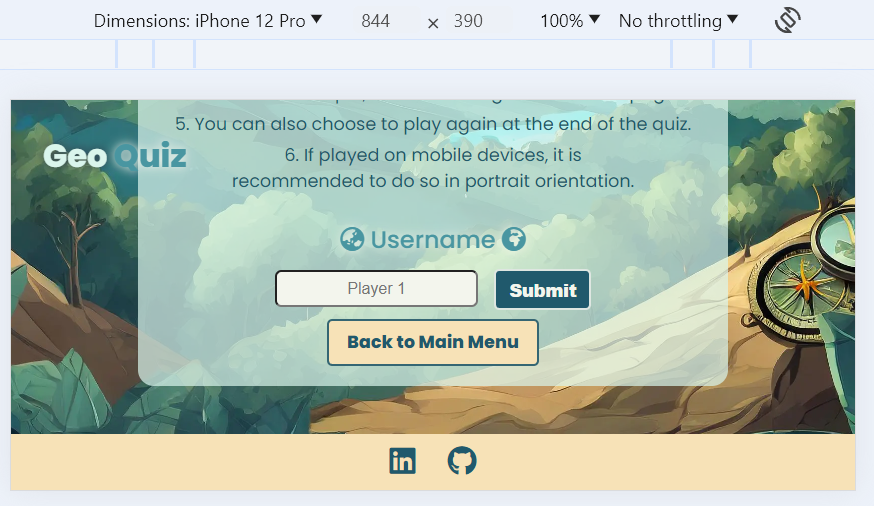 Dimensions: iPhone 12 Pro 844 × 390 100% No throttling
5. You can also choose to play again at the end of the quiz.
Geo Quiz
6. If played on mobile devices, it is
recommended to do so in portrait orientation.
Username
Player 1 Submit
Back to Main Menu
in